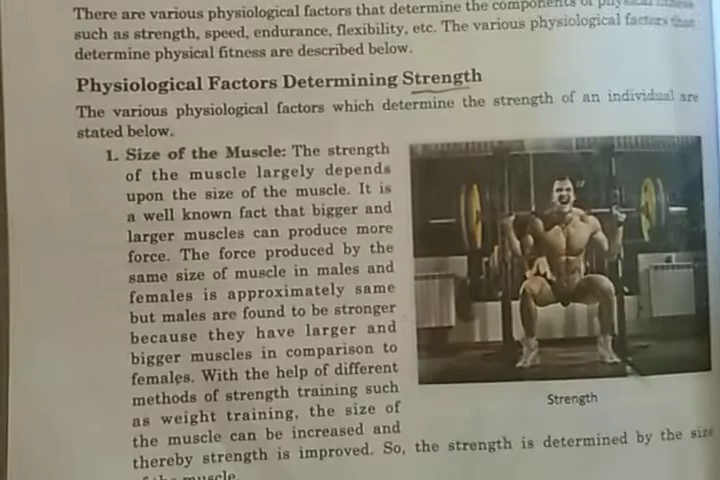 There are various physiological factors that determine the components of physical fitness
such as strength, speed, endurance, flexibility, etc. The various physiological factors that
determine physical fitness are described below.
Physiological Factors Determining Strength
The various physiological factors which determine the strength of an individual are
stated below.
1. Size of the Muscle: The strength
of the muscle largely depends
upon the size of the muscle. It is
a well known fact that bigger and
larger muscles can produce more
force. The force produced by the
same size of muscle in males and
females is approximately same
but males are found to be stronger
because they have larger and
bigger muscles in comparison to
females. With the help of different
methods of strength training such
as weight training, the size of
the muscle can be increased and
thereby strength is improved. So, the strength is determined by the size
of the muscle.
Strength